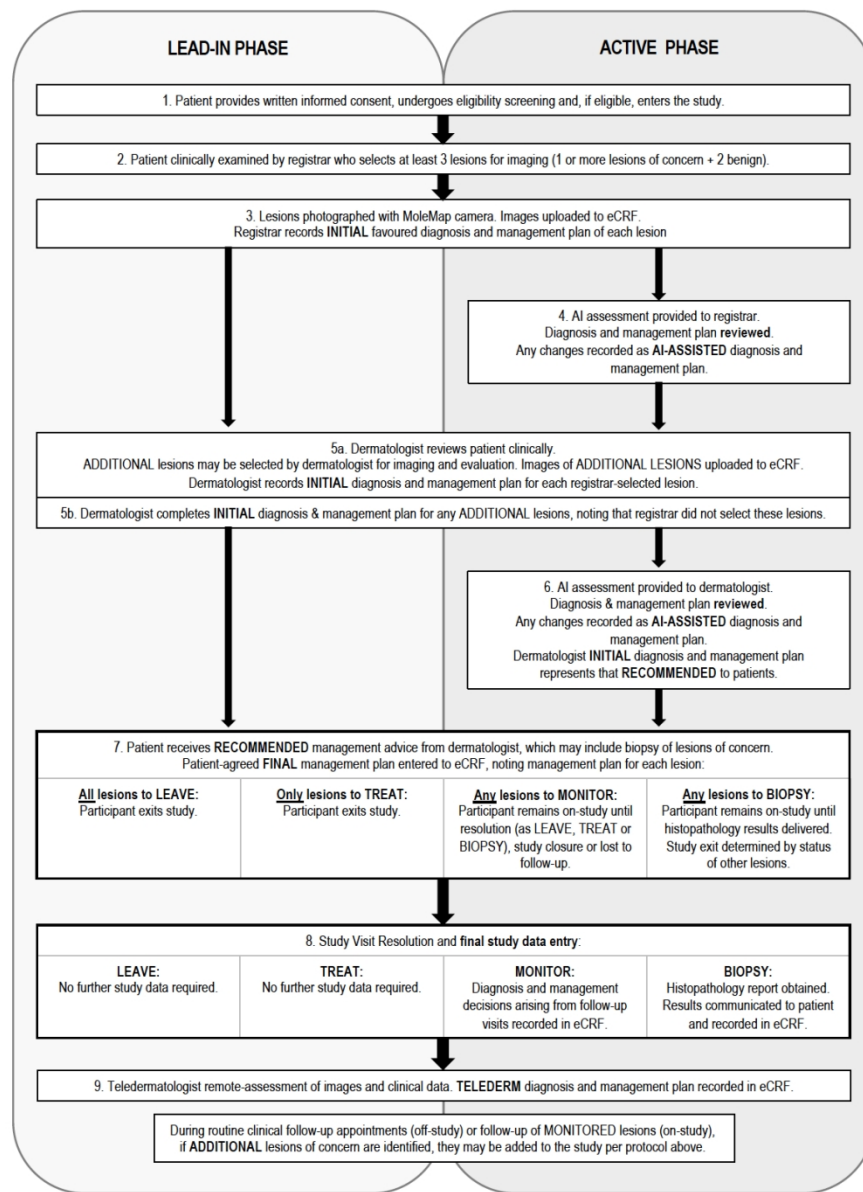 LEAD-IN PHASE
ACTIVE PHASE
1. Patient provides written informed consent, undergoes eligibility screening and, if eligible, enters the study.
2. Patient clinically examined by registrar who selects at least 3 lesions for imaging (1 or more lesions of concern + 2 benign).
3. Lesions photographed with MoleMap camera. Images uploaded to eCRF.
Registrar records INITIAL favoured diagnosis and management plan of each lesion
4. AI assessment provided to registrar.
Diagnosis and management plan reviewed.
Any changes recorded as AI-ASSISTED diagnosis and
management plan.
5a. Dermatologist reviews patient clinically.
ADDITIONAL lesions may be selected by dermatologist for imaging and evaluation. Images of ADDITIONAL LESIONS uploaded to eCRF.
Dermatologist records INITIAL diagnosis and management plan for each registrar-selected lesion.
5b. Dermatologist completes INITIAL diagnosis & management plan for any ADDITIONAL lesions, noting that registrar did not select these lesions.
6. AI assessment provided to dermatologist.
Diagnosis & management plan reviewed.
Any changes recorded as AI-ASSISTED diagnosis and
management plan.
Dermatologist INITIAL diagnosis and management plan
represents that RECOMMENDED to patients.
7. Patient receives RECOMMENDED management advice from dermatologist, which may include biopsy of lesions of concern.
Patient-agreed FINAL management plan entered to eCRF, noting management plan for each lesion:
All lesions to LEAVE:
Participant exits study.
Only lesions to TREAT:
Participant exits study.
Any lesions to MONITOR:
Participant remains on-study until
resolution (as LEAVE, TREAT or
BIOPSY), study closure or lost to
follow-up.
Any lesions to BIOPSY:
Participant remains on-study until
histopathology results delivered.
Study exit determined by status
of other lesions.
8. Study Visit Resolution and final study data entry:
LEAVE:
No further study data required.
TREAT:
No further study data required.
MONITOR:
Diagnosis and management
decisions arising from follow-up
visits recorded in eCRF.
BIOPSY:
Histopathology report obtained.
Results communicated to patient
and recorded in eCRF.
9. Teledermatologist remote-assessment of images and clinical data. TELEDERM diagnosis and management plan recorded in eCRF.
During routine clinical follow-up appointments (off-study) or follow-up of MONITORED lesions (on-study),
if ADDITIONAL lesions of concern are identified, they may be added to the study per protocol above.